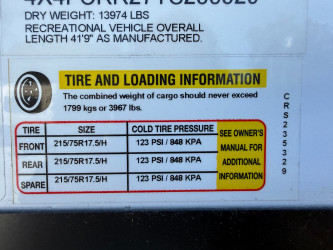 DRY WEIGHT: 13974 LBS
RECREATIONAL VEHICLE OVERALL
LENGTH 41'9" AS MANUFACTURED.
TIRE AND LOADING INFORMATION
The combined weight of cargo should never exceed
1799 kgs or 3967 lbs.
TIRE SIZE COLD TIRE PRESSURE
FRONT 215/75R17.5/H 123 PSI / 848 KPA
REAR 215/75R17.5/H 123 PSI / 848 KPA
SPARE 215/75R17.5/H 123 PSI / 848 KPA
SEE OWNER'S
MANUAL FOR
ADDITIONAL
INFORMATION
CRS235329